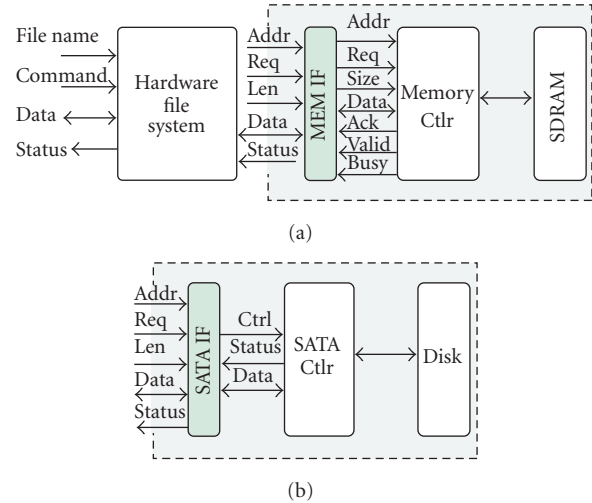 File name
Command
Data
Status
Hardware
file
system
Addr
Req
Len
Data
Status
MEM IF
Addr
Req
Size
Data
Ack
Valid
Busy
Memory
Ctlr
SDRAM
(a)
Addr
Req
Len
Data
Status
SATA IF
Ctrl
Status
Data
SATA
Ctlr
Disk
(b)